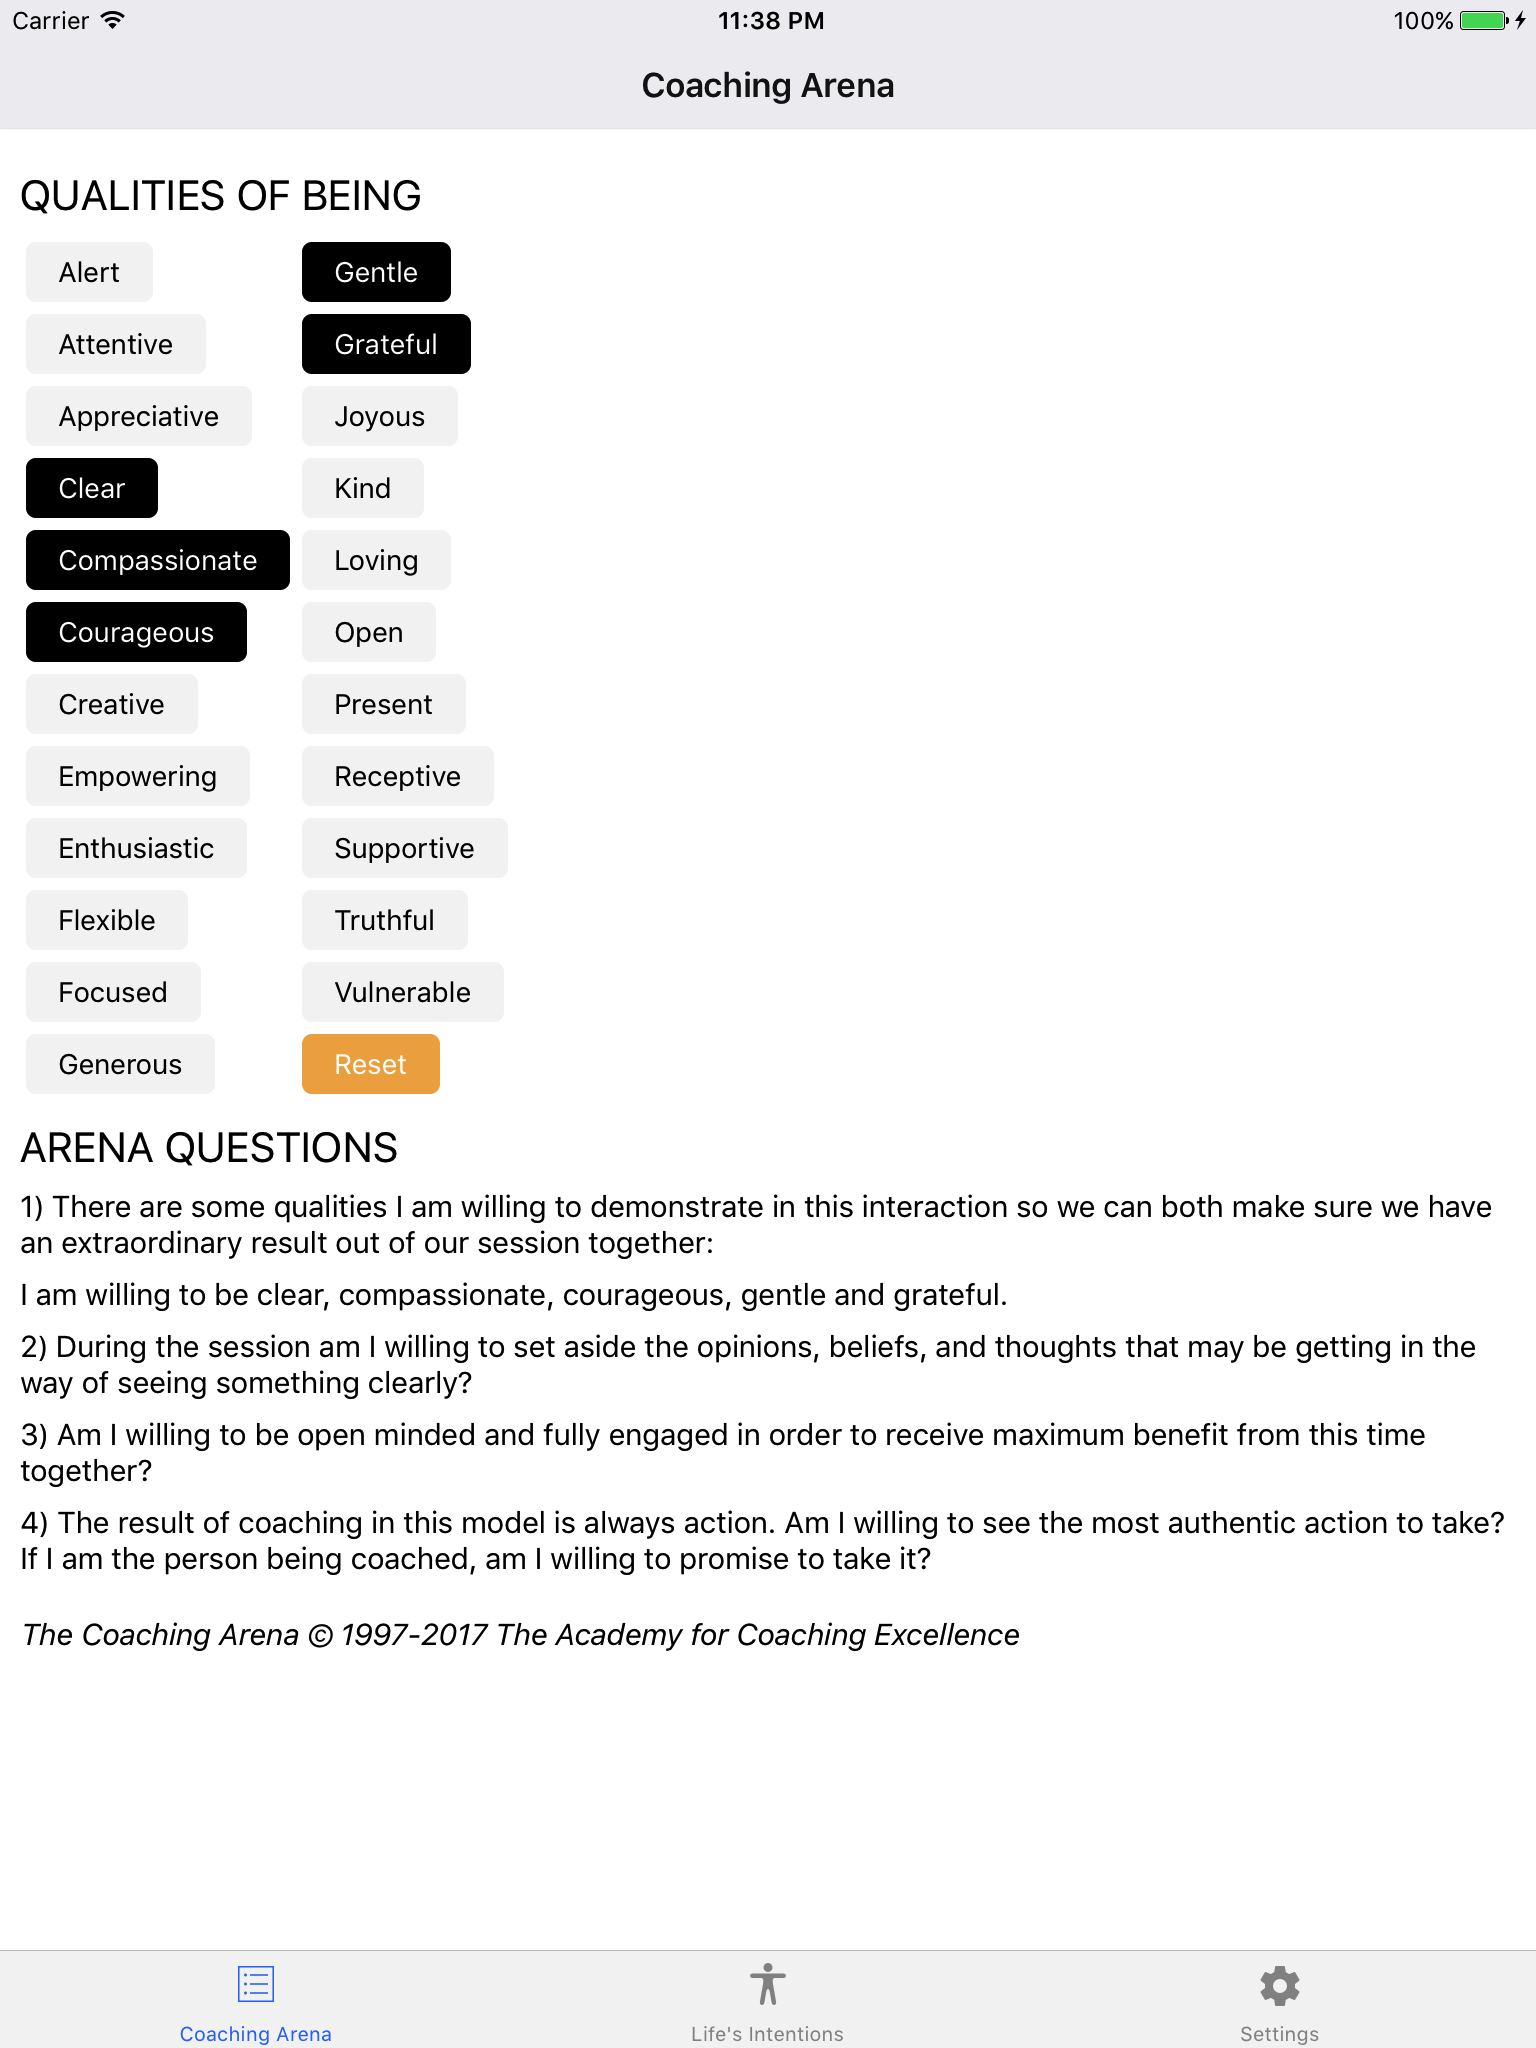 Carrier
11:38 PM
100%
Coaching Arena
QUALITIES OF BEING
Alert
Gentle
Attentive
Grateful
Appreciative
Joyous
Clear
Kind
Compassionate
Loving
Courageous
Open
Creative
Present
Empowering
Receptive
Enthusiastic
Supportive
Flexible
Truthful
Focused
Vulnerable
Generous
Reset
ARENA QUESTIONS
1) There are some qualities I am willing to demonstrate in this interaction so we can both make sure we have
an extraordinary result out of our session together:
I am willing to be clear, compassionate, courageous, gentle and grateful.
2) During the session am I willing to set aside the opinions, beliefs, and thoughts that may be getting in the
way of seeing something clearly?
3) Am I willing to be open minded and fully engaged in order to receive maximum benefit from this time
together?
4) The result of coaching in this model is always action. Am I willing to see the most authentic action to take?
If I am the person being coached, am I willing to promise to take it?
The Coaching Arena © 1997-2017 The Academy for Coaching Excellence
Coaching Arena
Life's Intentions
Settings